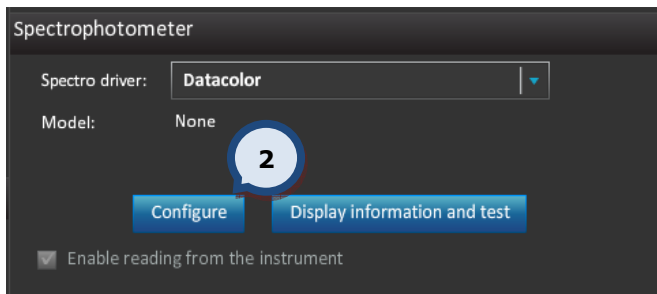 Spectrophotometer
Spectro driver: Datacolor
Model: None
2
Configure Display information and test
Enable reading from the instrument